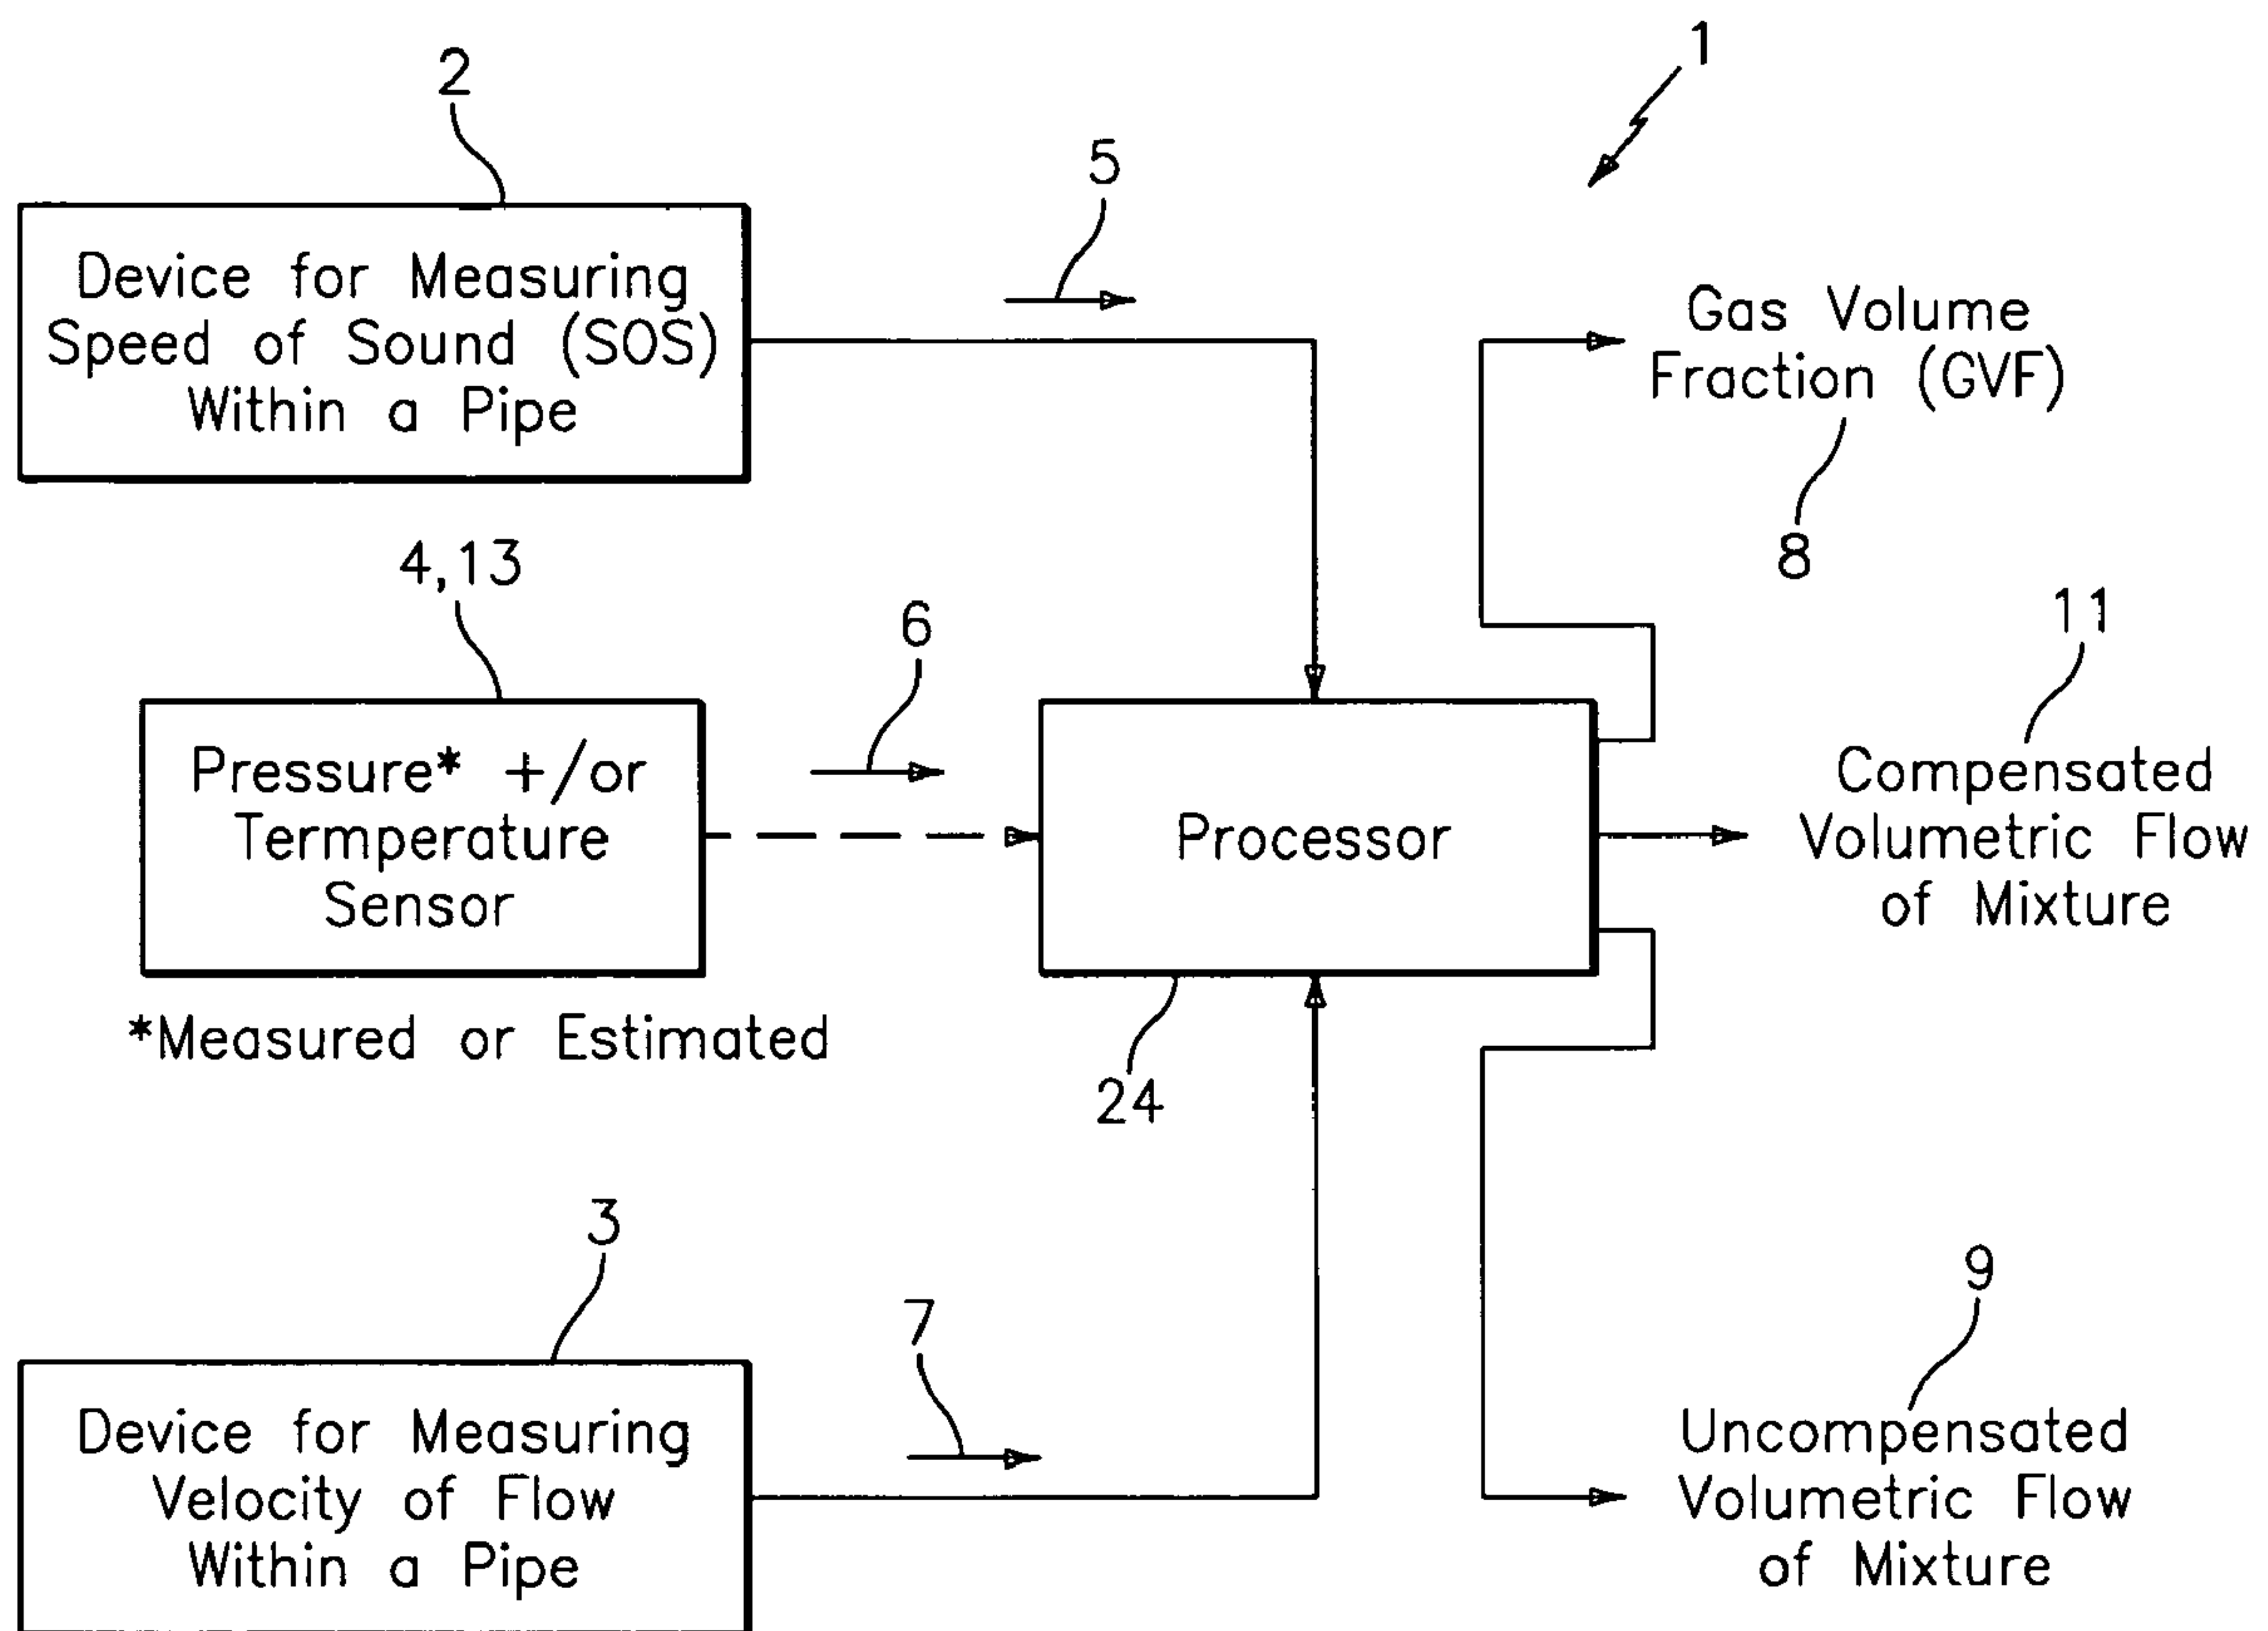 1
2
5
Device for Measuring
Speed of Sound (SOS)
Within a Pipe
Gas Volume
Fraction (GVF)
8
4,13
6
11
Pressure* +/or
Termperature
Sensor
Processor
Compensated
Volumetric Flow
of Mixture
*Measured or Estimated
24
3
7
9
Device for Measuring
Velocity of Flow
Within a Pipe
Uncompensated
Volumetric Flow
of Mixture